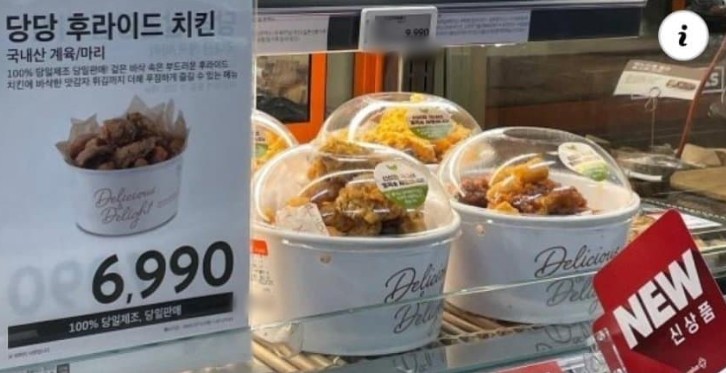 당당 후라이드 치킨
국내산 계육/마리
100% 당일제조 당일판매! 겉은 바삭 속은 부드러운 후라이드
치킨에 바삭한 맛감자 튀김까지 더해 푸짐하게 즐길 수 있는 메뉴
Delicious
&
Delight
6,990
100% 당일제조, 당일판매
9,990
Delicious
Delight
Delicious
NEW
신상품